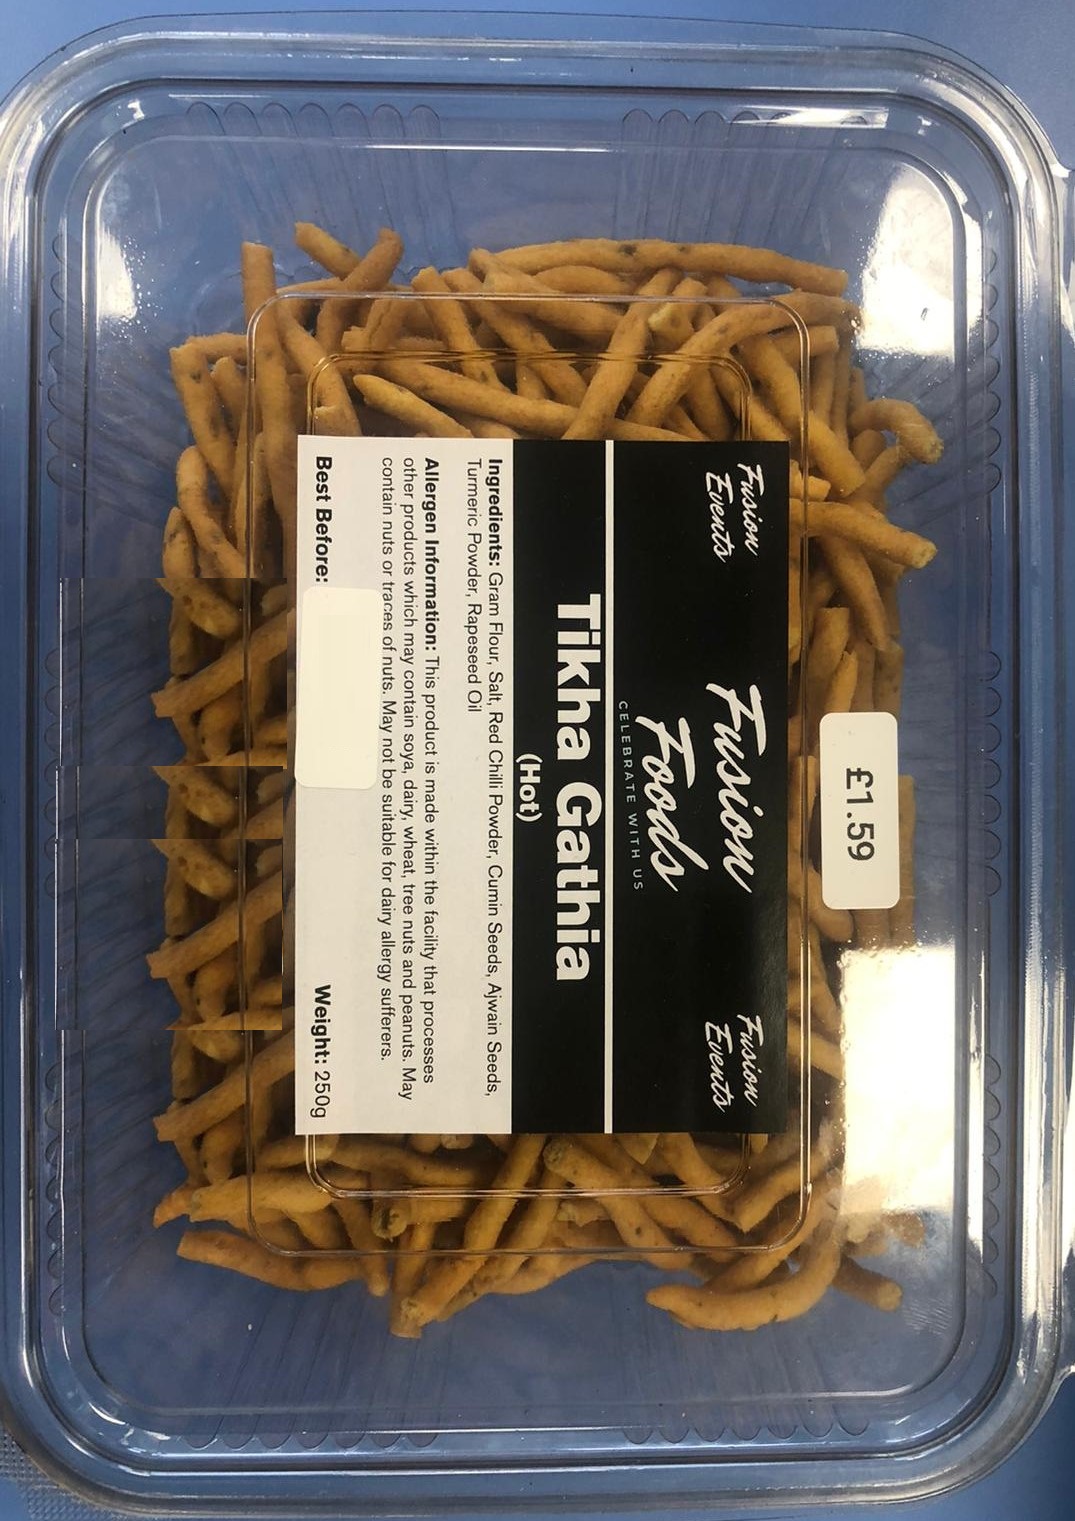 £1.59
Fusion
Events
Fusion
Foods
CELEBRATE WITH US
Fusion
Events
Tikha Gathia
(Hot)
Ingredients: Gram Flour, Salt, Red Chilli Powder, Cumin Seeds, Ajwain Seeds,
Turmeric Powder, Rapeseed Oil
Allergen Information: This product is made within the facility that processes
other products which may contain soya, dairy, wheat, tree nuts and peanuts. May
contain nuts or traces of nuts. May not be suitable for dairy allergy sufferers.
Best Before: Weight: 250g